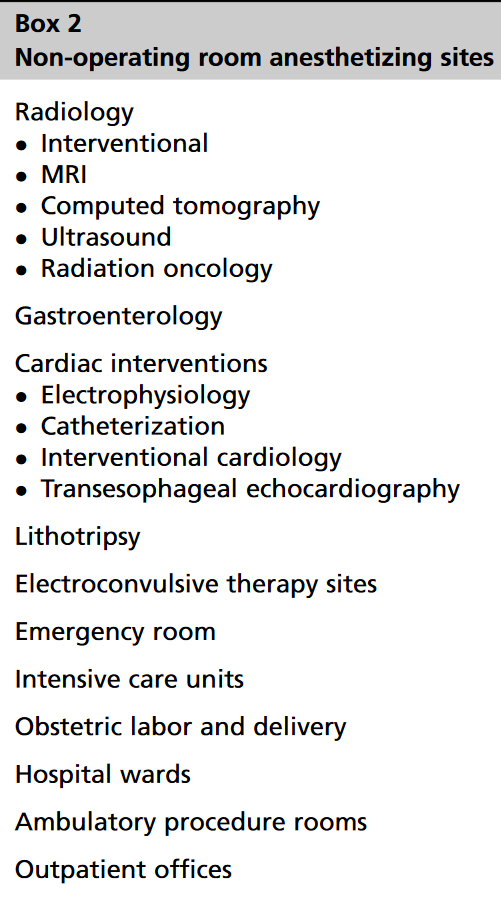 Box 2
Non-operating room anesthetizing sites
Radiology
• Interventional
• MRI
• Computed tomography
• Ultrasound
• Radiation oncology
Gastroenterology
Cardiac interventions
• Electrophysiology
• Catheterization
• Interventional cardiology
• Transesophageal echocardiography
Lithotripsy
Electroconvulsive therapy sites
Emergency room
Intensive care units
Obstetric labor and delivery
Hospital wards
Ambulatory procedure rooms
Outpatient offices